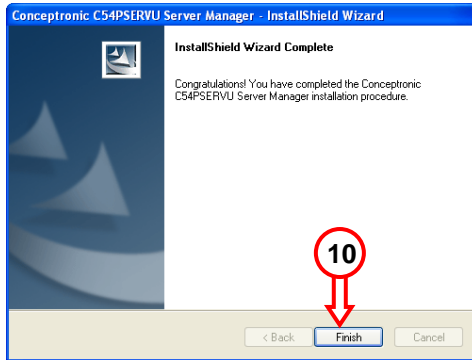 Conceptronic C54PSERVU Server Manager - InstallShield Wizard
InstallShield Wizard Complete
Congratulations! You have completed the Conceptronic
C54PSERVU Server Manager installation procedure.
10
< Back Finish Cancel